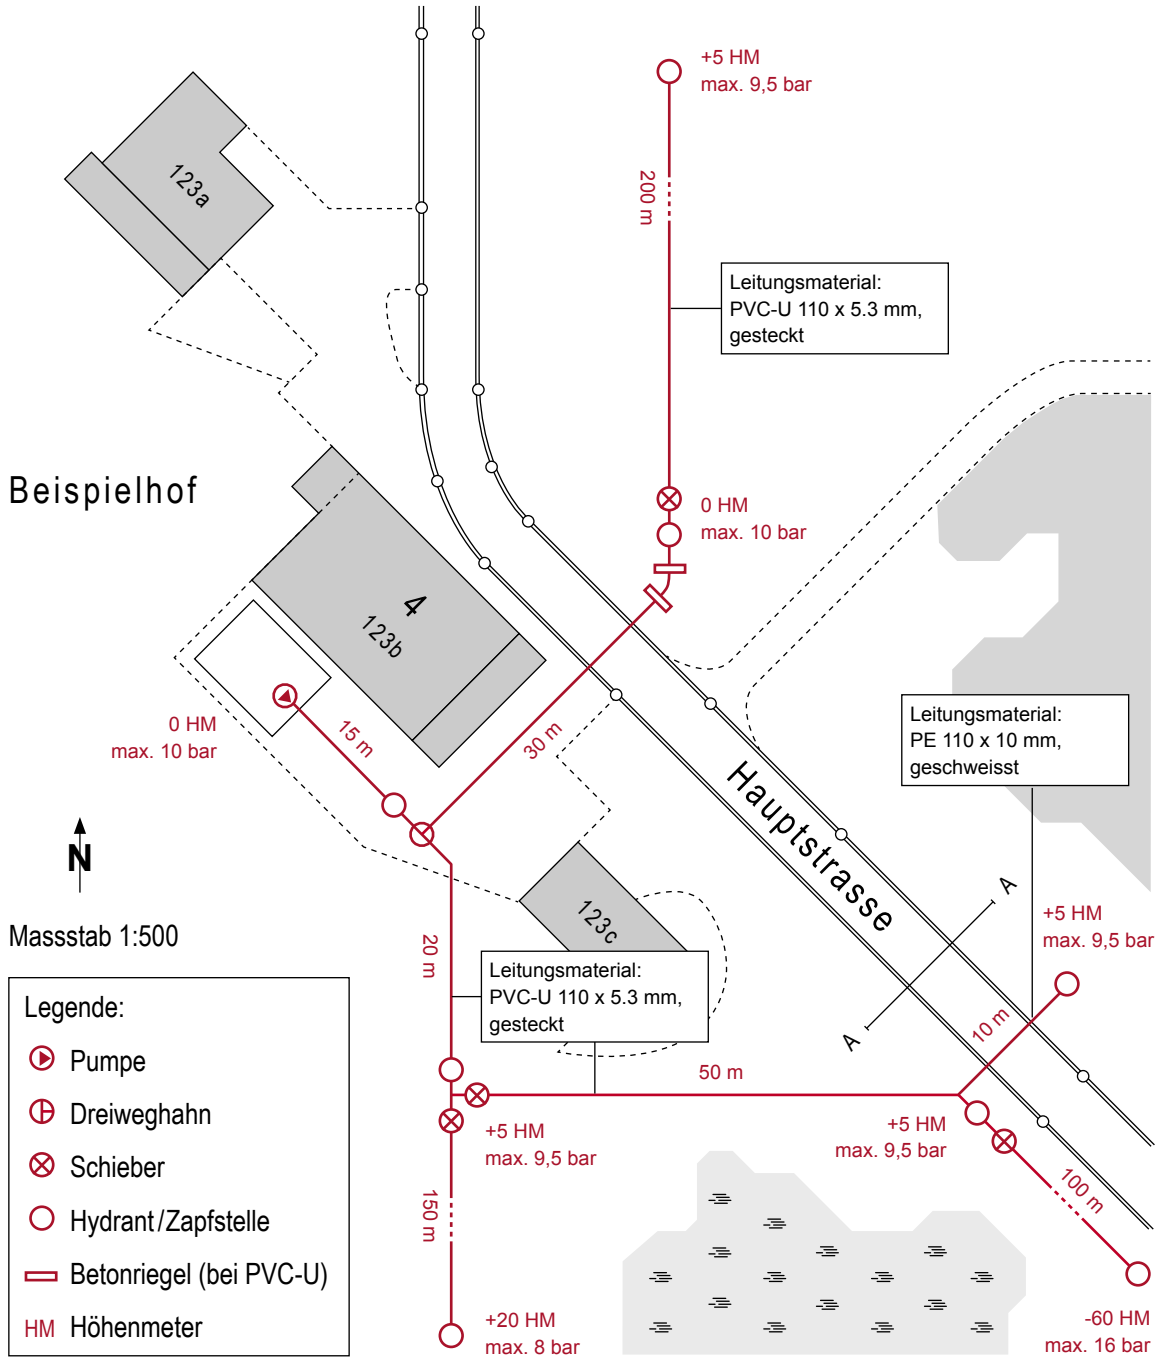 +5 HM
max. 9,5 bar
123a
200 m
Leitungsmaterial:
PVC-U 110 x 5.3 mm,
gesteckt
Beispielhof
0 HM
max. 10 bar
4
123b
0 HM
max. 10 bar
15 m
30 m
Leitungsmaterial:
PE 110 x 10 mm,
geschweisst
Hauptstrasse
N
Massstab 1:500
123c
A
A
+5 HM
max. 9,5 bar
20 m
Leitungsmaterial:
PVC-U 110 x 5.3 mm,
gesteckt
10 m
50 m
+5 HM
max. 9,5 bar
+5 HM
max. 9,5 bar
150 m
100 m
+20 HM
max. 8 bar
-60 HM
max. 16 bar
Legende:
Pumpe
Dreiweghahn
Schieber
Hydrant/Zapfstelle
Betonriegel (bei PVC-U)
HM Höhenmeter